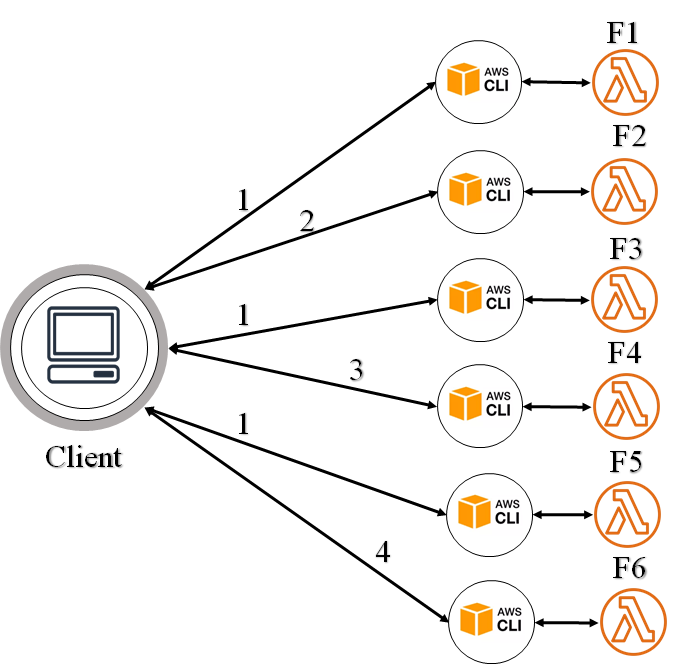 F1
AWS
CLI
F2
1
AWS
CLI
2
F3
1
AWS
CLI
F4
3
AWS
CLI
1
Client
F5
AWS
CLI
4
F6
AWS
CLI